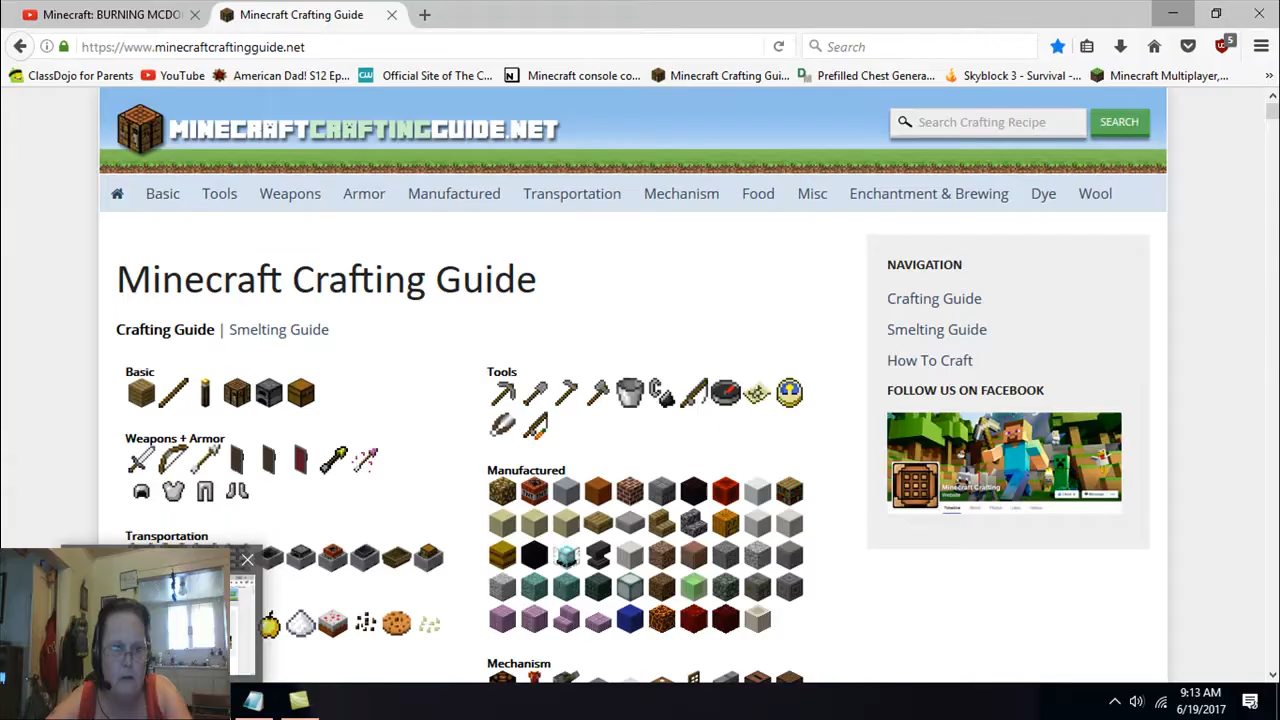 Minecraft: BURNING MCDO
Minecraft Crafting Guide
https://www.minecraftcraftingguide.net
Search
5
ClassDojo for Parents
YouTube
American Dad! S12 Ep...
Official Site of The C...
Minecraft console co...
Minecraft Crafting Gui...
Prefilled Chest Genera...
Skyblock 3 - Survival -...
Minecraft Multiplayer,...
MINECRAFTCRAFTINGGUIDE.NET
Search Crafting Recipe
SEARCH
Basic
Tools
Weapons
Armor
Manufactured
Transportation
Mechanism
Food
Misc
Enchantment & Brewing
Dye
Wool
Minecraft Crafting Guide
Crafting Guide | Smelting Guide
Basic
Tools
Weapons + Armor
Manufactured
Transportation
Mechanism
NAVIGATION
Crafting Guide
Smelting Guide
How To Craft
FOLLOW US ON FACEBOOK
Minecraft Crafting
9:13 AM
6/19/2017